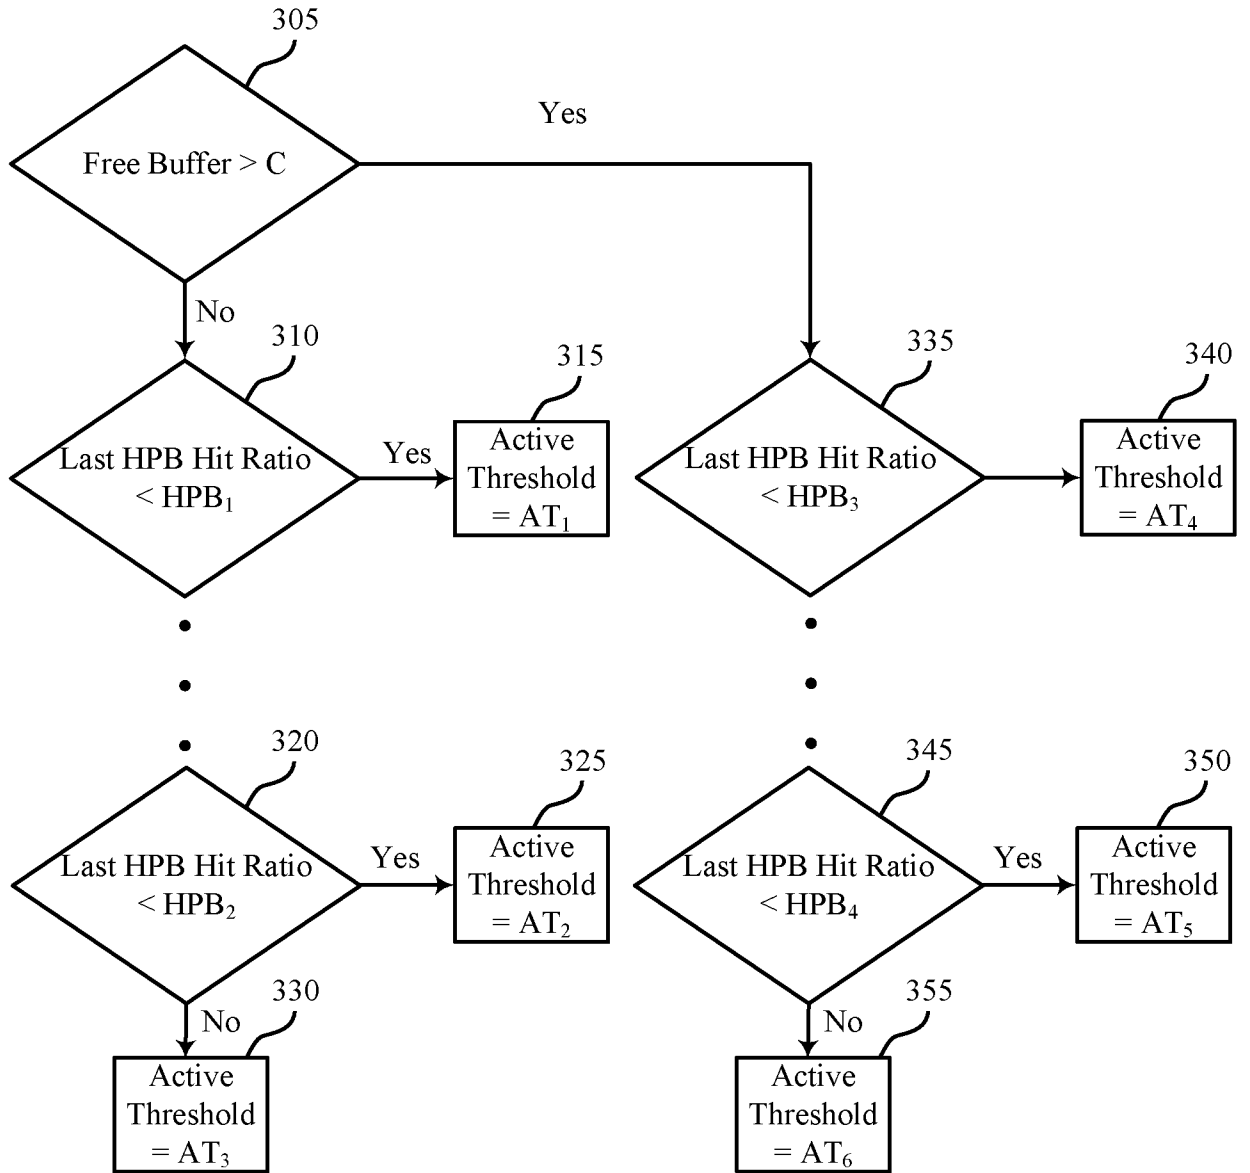 305
Yes
Free Buffer > C
No
310
Last HPB Hit Ratio
< HPB₁
Yes
315
Active
Threshold
= AT₁
335
Last HPB Hit Ratio
< HPB₃
340
Active
Threshold
= AT₄
320
Last HPB Hit Ratio
< HPB₂
Yes
325
Active
Threshold
= AT₂
345
Last HPB Hit Ratio
< HPB₄
Yes
350
Active
Threshold
= AT₅
No
330
Active
Threshold
= AT₃
No
355
Active
Threshold
= AT₆